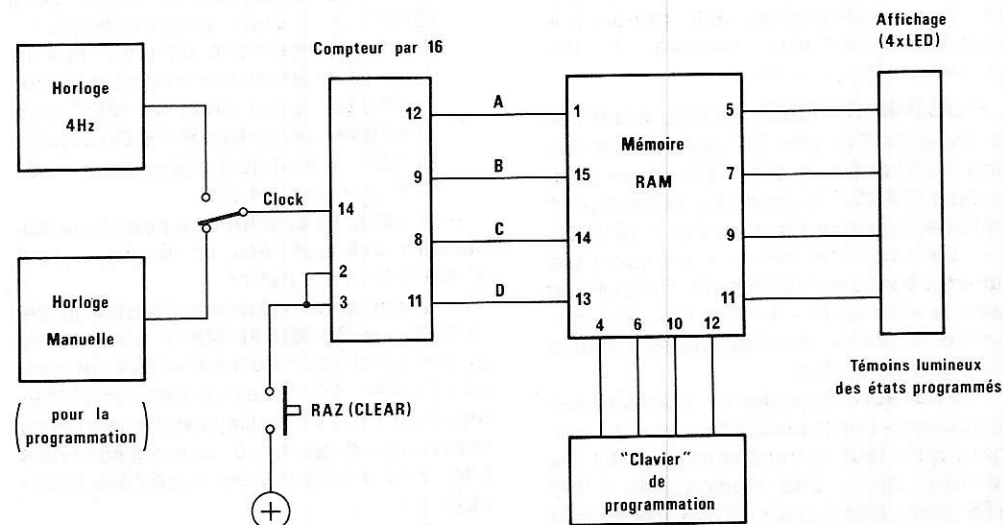 Horloge
4Hz
Compteur par 16
Affichage
(4xLED)
Clock
14
2
3
12
9
8
11
A
B
C
D
Mémoire
RAM
1
15
14
13
5
7
9
11
4
6
10
12
Horloge
Manuelle
(pour la
programmation)
RAZ (CLEAR)
+
"Clavier"
de
programmation
Témoins lumineux
des états programmés